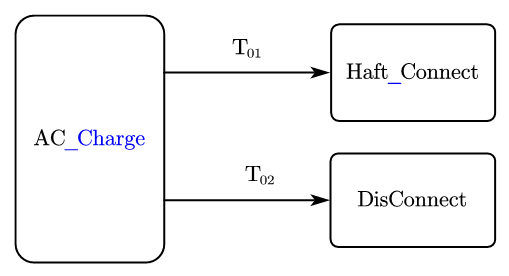 T01
Haft_Connect
AC_Charge
T02
DisConnect